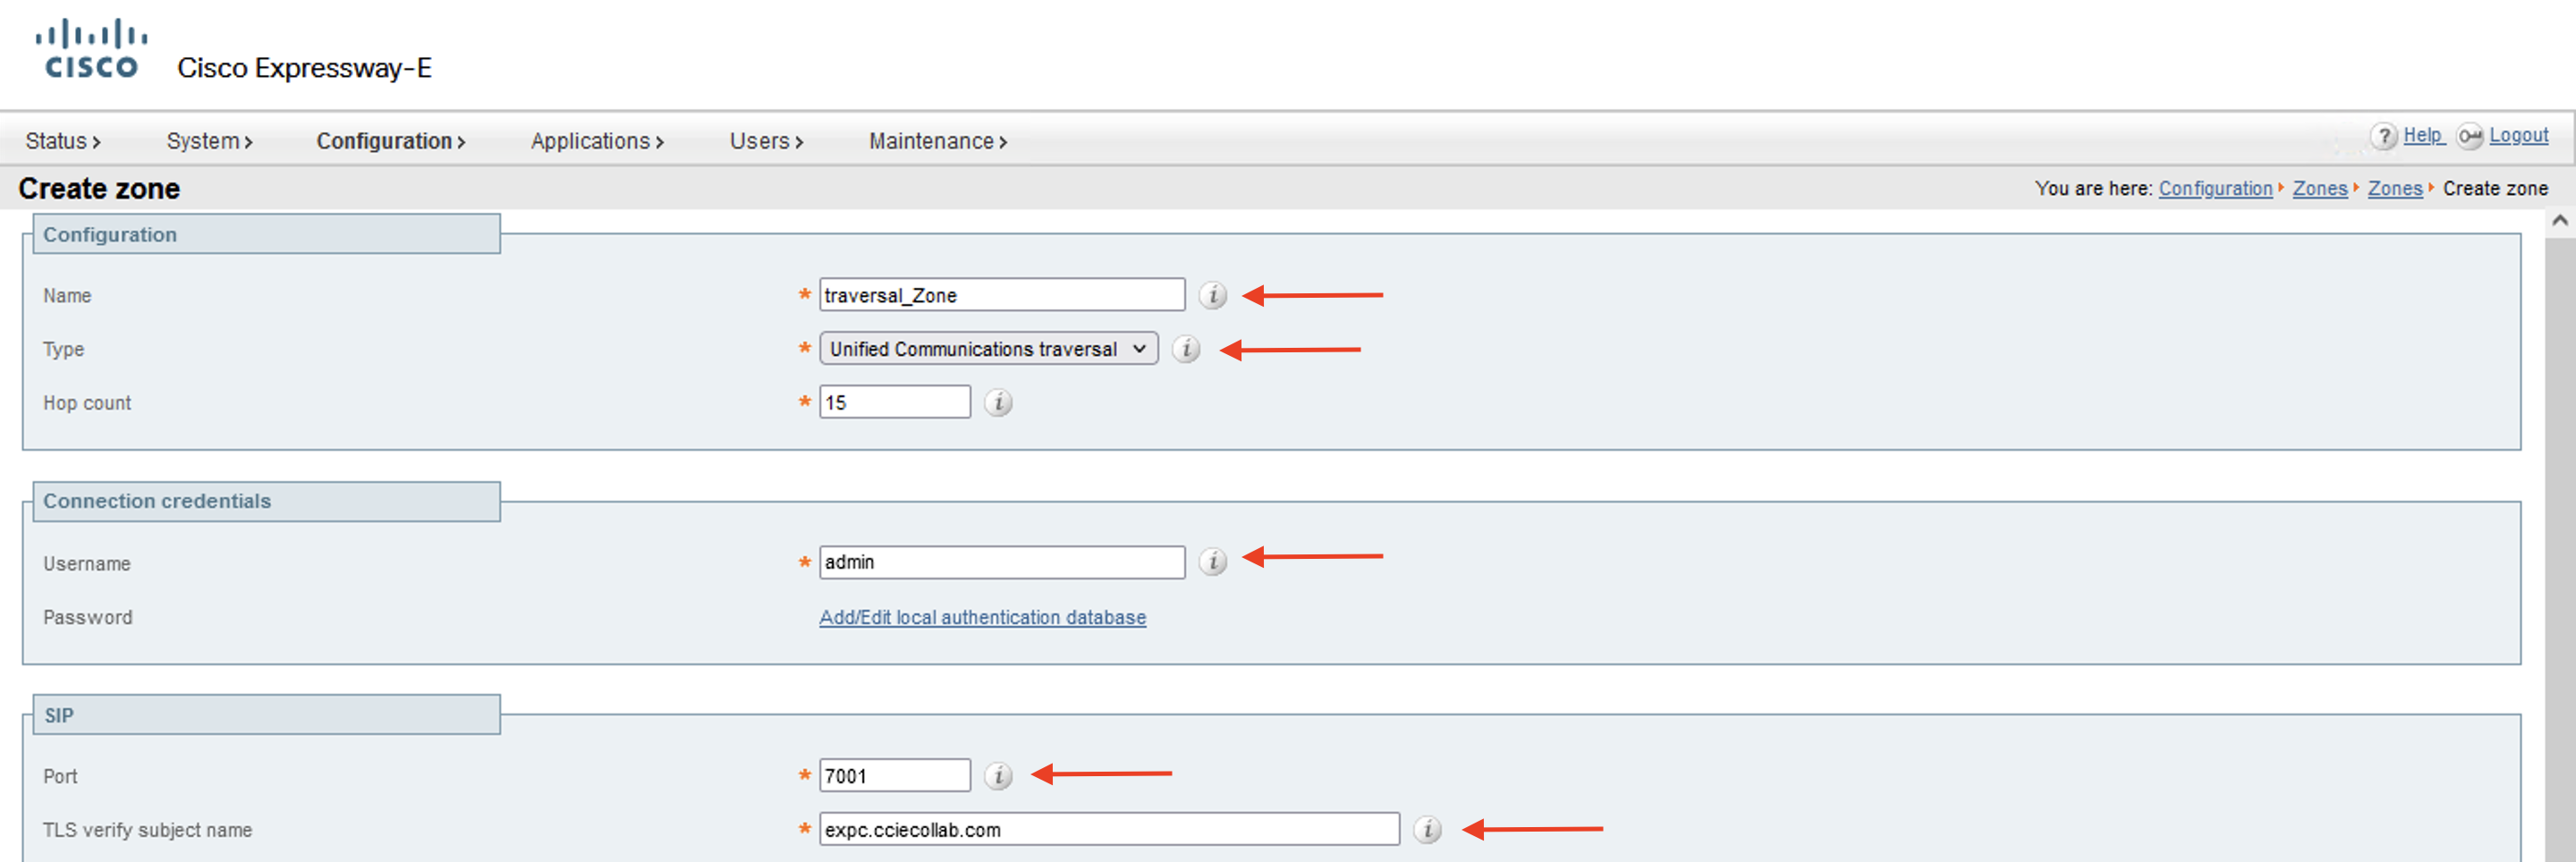 CISCO Cisco Expressway-E
Status System Configuration Applications Users Maintenance ? Help Logout
Create zone You are here: Configuration Zones Zones Create zone
Configuration
Name * traversal_Zone i
Type * Unified Communications traversal i
Hop count * 15 i
Connection credentials
Username * admin i
Password Add/Edit local authentication database
SIP
Port * 7001 i
TLS verify subject name * expc.cciecollab.com i